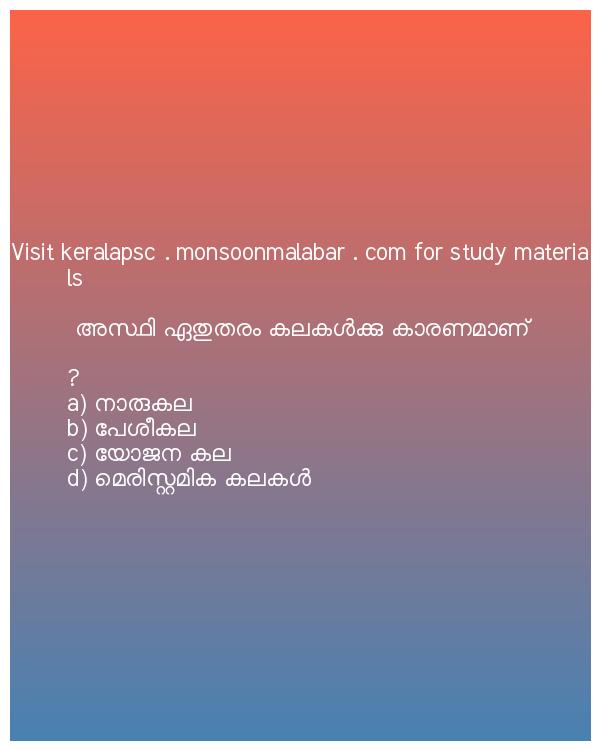 Visit keralapsc . monsoonmalabar . com for study materia
ls
അസ്ഥി ഏതുതരം കലകൾക്കു കാരണമാണ്
?
a) നാരുകല
b) പേശീകല
c) യോജന കല
d) മെരിസ്റ്റമിക കലകൾ